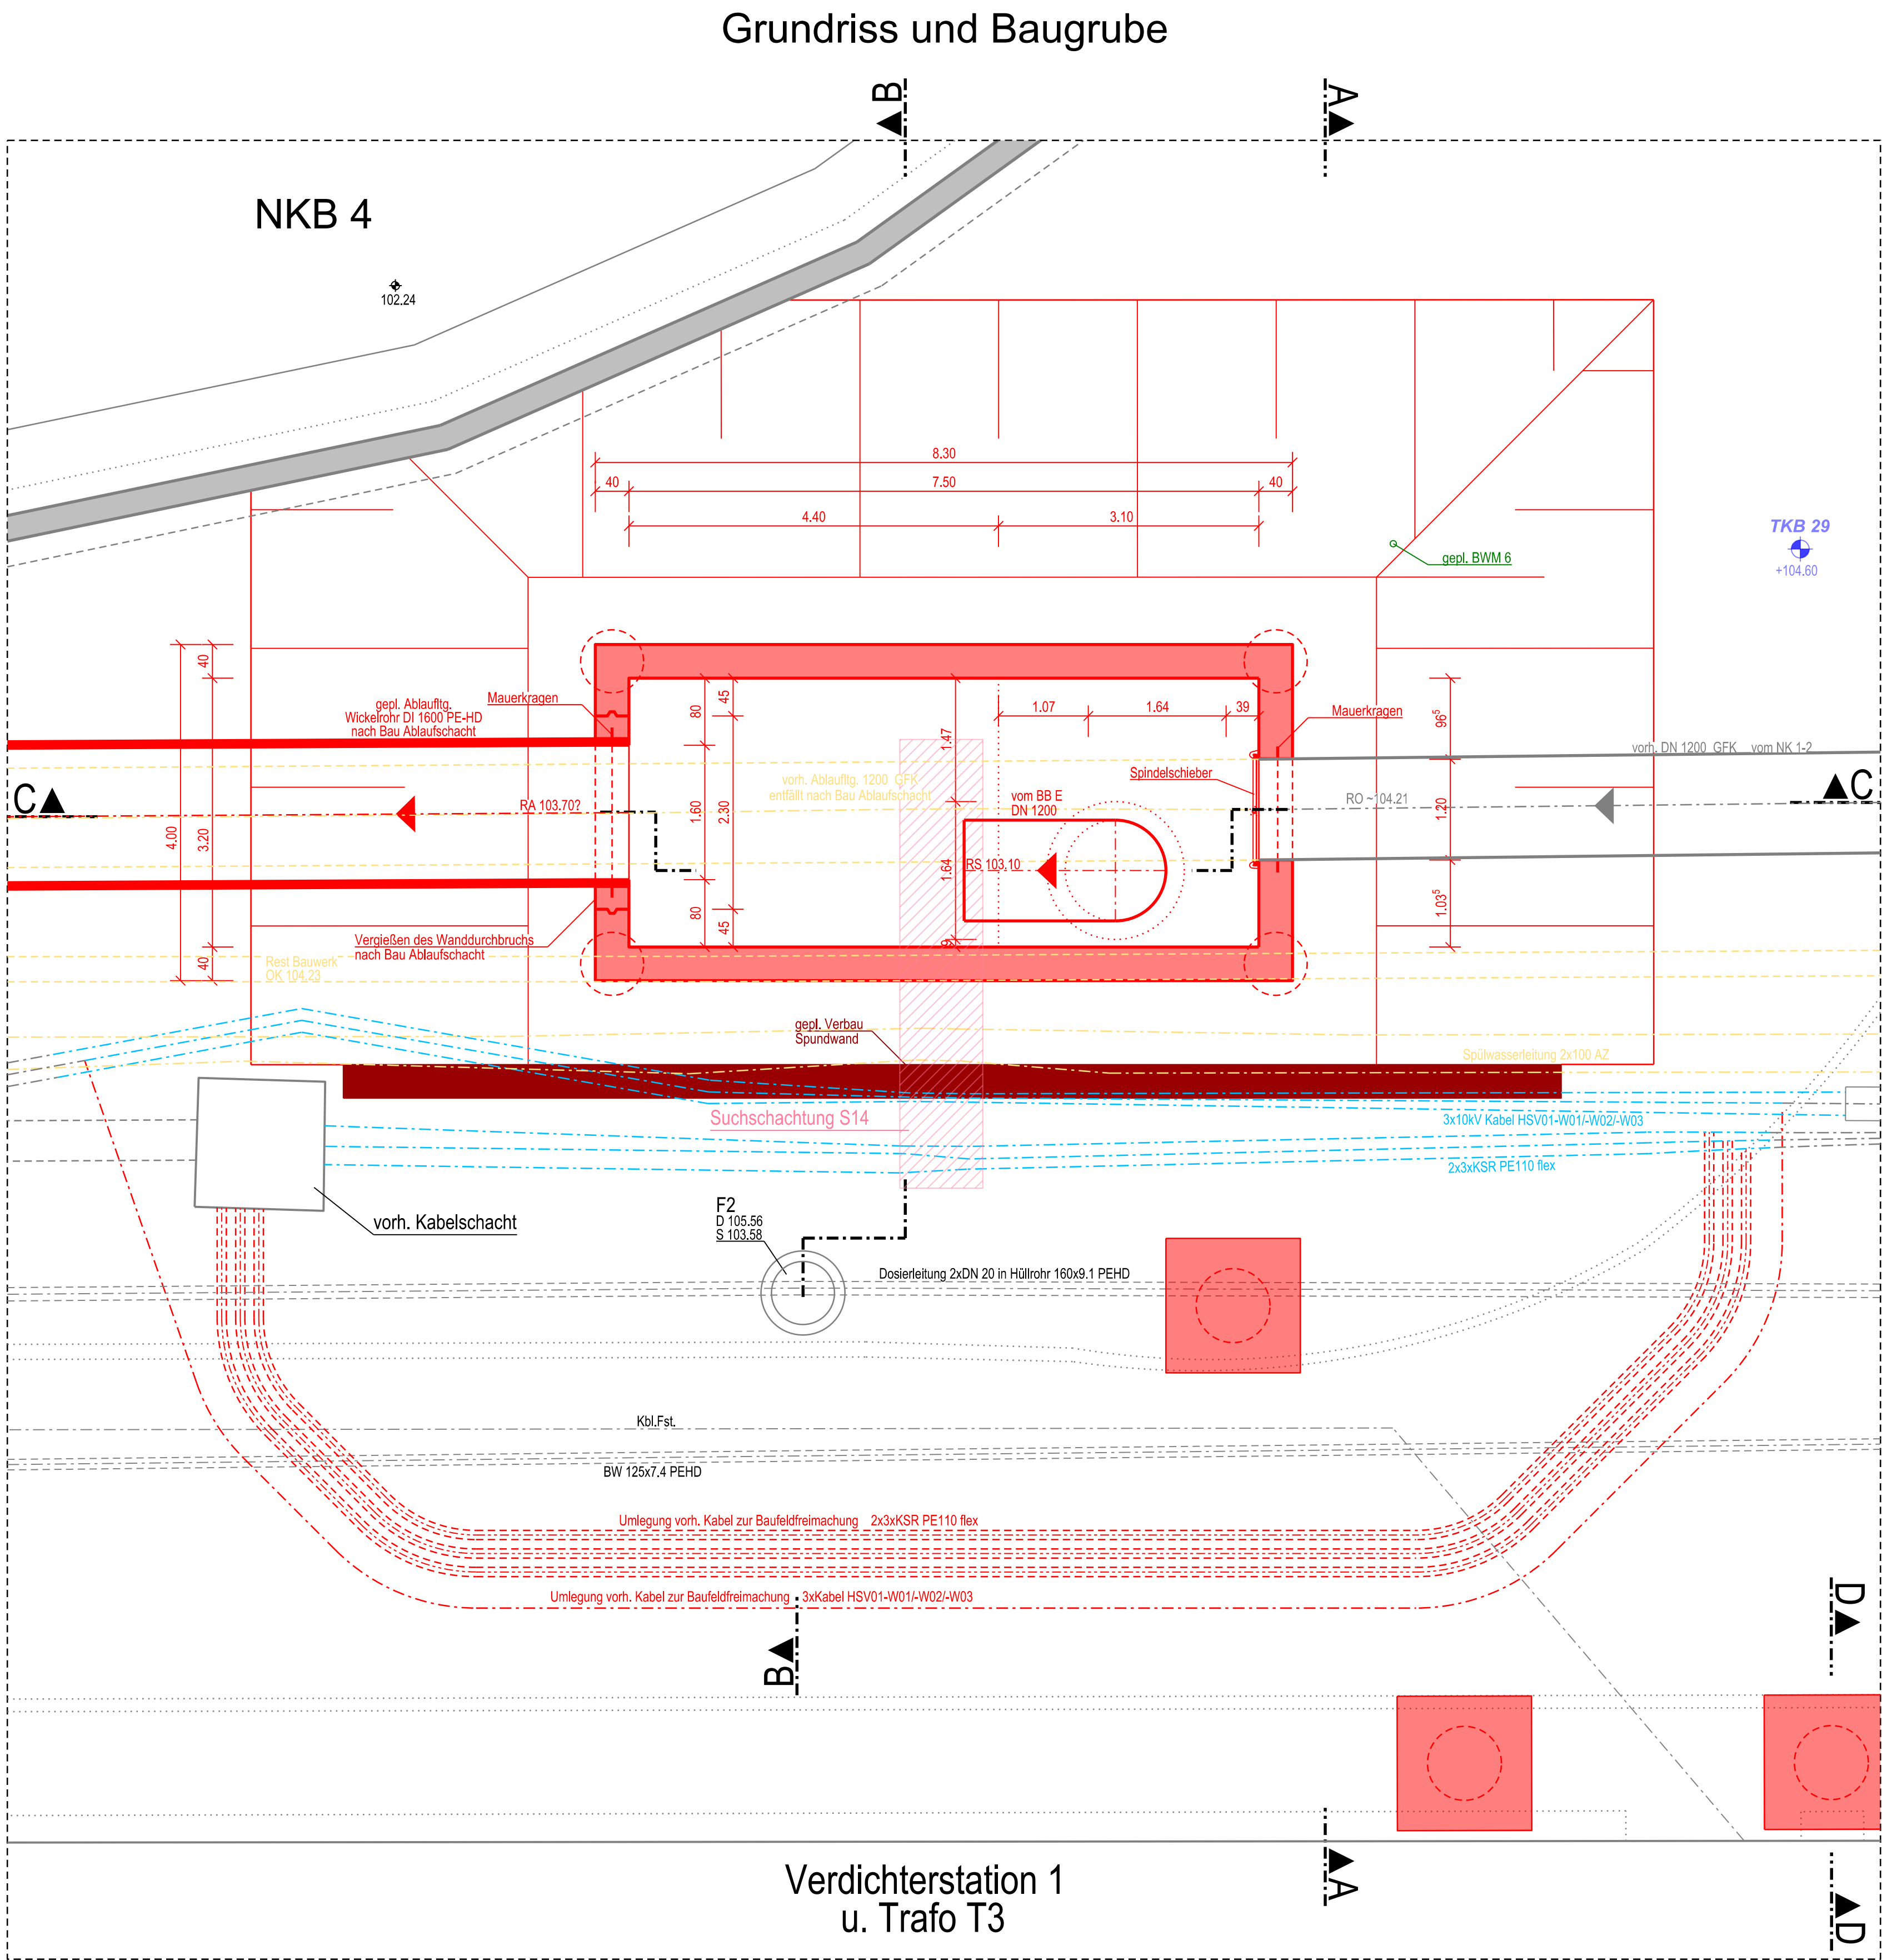 Grundriss und Baugrube
B
A
NKB 4
102.24
8.30
40
7.50
40
4.40
3.10
TKB 29
+104.60
gepl. BWM 6
40
45
80
gepl. Ablaufltg.
Wickelrohr DI 1600 PE-HD
nach Bau Ablaufschacht
Mauerkragen
1.07
1.64
39
Mauerkragen
96⁵
1.47
vorh. DN 1200 GFK vom NK 1-2
Spindelschieber
vorh. Ablaufltg. 1200 GFK
entfällt nach Bau Ablaufschacht
vom BB E
DN 1200
C
RA 103.70?
RO ~104.21
C
4.00
3.20
1.60
2.30
1.20
RS 103.10
1.64
80
45
9
1.03⁵
Vergießen des Wanddurchbruchs
nach Bau Ablaufschacht
Rest Bauwerk
OK 104.23
40
gepl. Verbau
Spundwand
Spülwasserleitung 2x100 AZ
Suchschachtung S14
3x10kV Kabel HSV01-W01/-W02/-W03
2x3xKSR PE110 flex
vorh. Kabelschacht
F2
D 105.56
S 103.58
Dosierleitung 2xDN 20 in Hüllrohr 160x9.1 PEHD
Kbl.Fst.
BW 125x7.4 PEHD
Umlegung vorh. Kabel zur Baufeldfreimachung 2x3xKSR PE110 flex
Umlegung vorh. Kabel zur Baufeldfreimachung 3xKabel HSV01-W01/-W02/-W03
D
B
A
D
Verdichterstation 1
u. Trafo T3